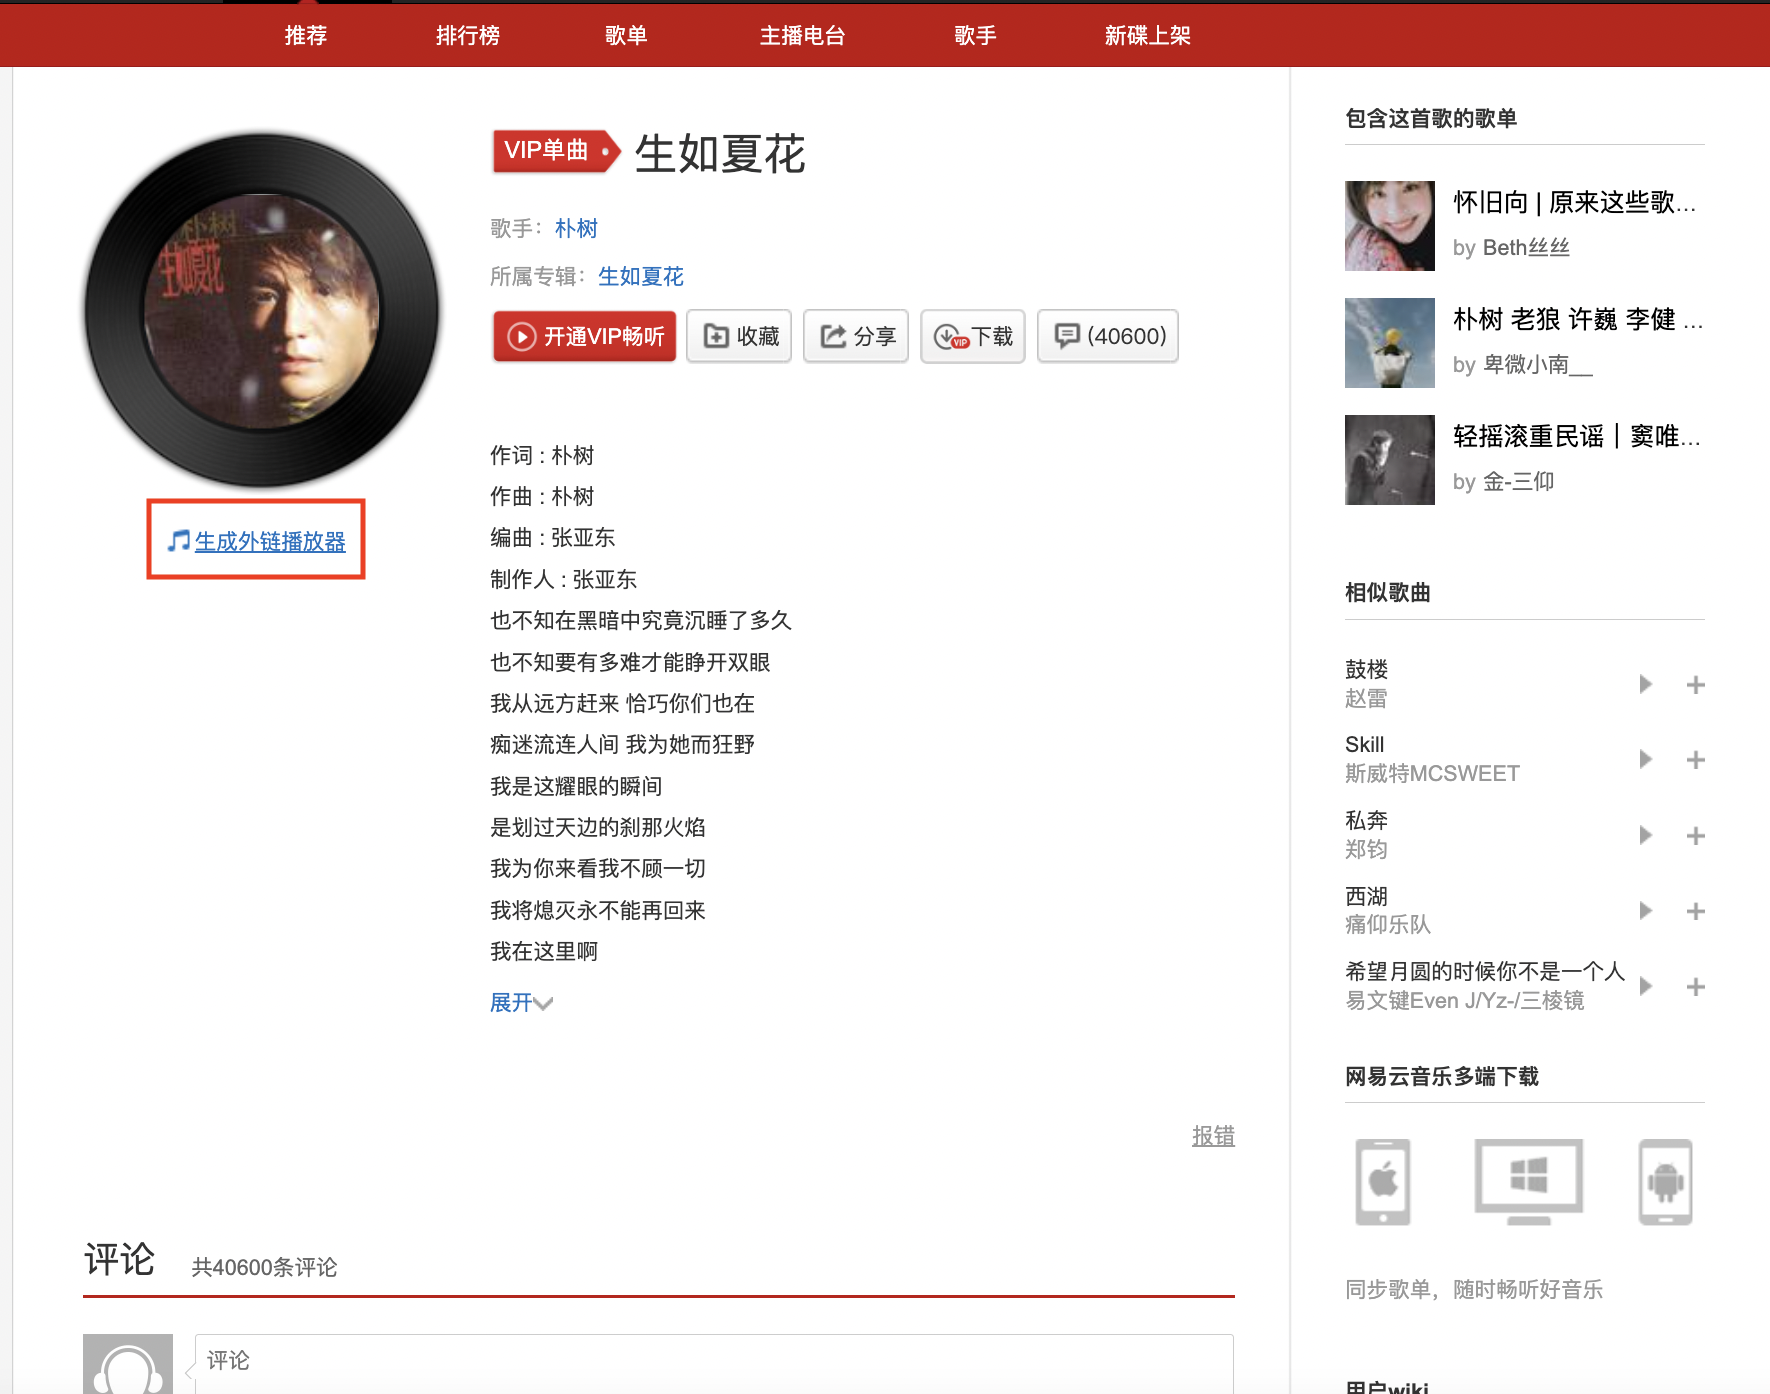 推荐 排行榜 歌单 主播电台 歌手 新碟上架
VIP单曲 生如夏花
歌手： 朴树
所属专辑： 生如夏花
开通VIP畅听 收藏 分享 VIP 下载 (40600)
朴树
生如夏花
生成外链播放器
作词 : 朴树
作曲 : 朴树
编曲 : 张亚东
制作人 : 张亚东
也不知在黑暗中究竟沉睡了多久
也不知要有多难才能睁开双眼
我从远方赶来 恰巧你们也在
痴迷流连人间 我为她而狂野
我是这耀眼的瞬间
是划过天边的刹那火焰
我为你来看我不顾一切
我将熄灭永不能再回来
我在这里啊
展开
报错
评论 共40600条评论
评论
包含这首歌的歌单
怀旧向 | 原来这些歌...
by Beth丝丝
朴树 老狼 许巍 李健 ...
by 卑微小南__
轻摇滚重民谣｜窦唯...
by 金-三仰
相似歌曲
鼓楼
赵雷
Skill
斯威特MCSWEET
私奔
郑钧
西湖
痛仰乐队
希望月圆的时候你不是一个人
易文键Even J/Yz-/三棱镜
网易云音乐多端下载
同步歌单，随时畅听好音乐
用户wiki